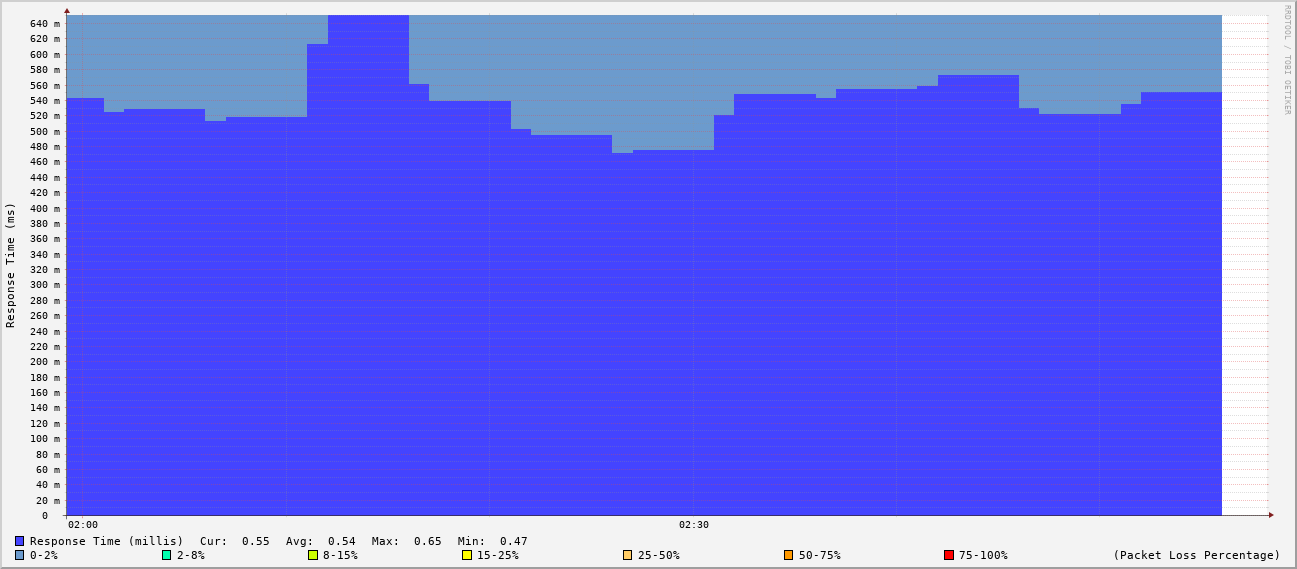 RRDTOOL / TOBI OETIKER
Response Time (ms)
640 m
620 m
600 m
580 m
560 m
540 m
520 m
500 m
480 m
460 m
440 m
420 m
400 m
380 m
360 m
340 m
320 m
300 m
280 m
260 m
240 m
220 m
200 m
180 m
160 m
140 m
120 m
100 m
80 m
60 m
40 m
20 m
0
02:00 02:30
Response Time (millis) Cur: 0.55 Avg: 0.54 Max: 0.65 Min: 0.47
0-2% 2-8% 8-15% 15-25% 25-50% 50-75% 75-100% (Packet Loss Percentage)